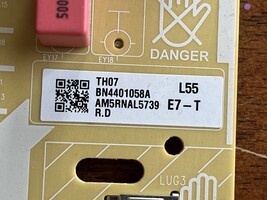 500
EY17
EY18
DANGER
TH07
L55
BN4401058A
AM5RNAL5739
E7-T
R.D
LUG3